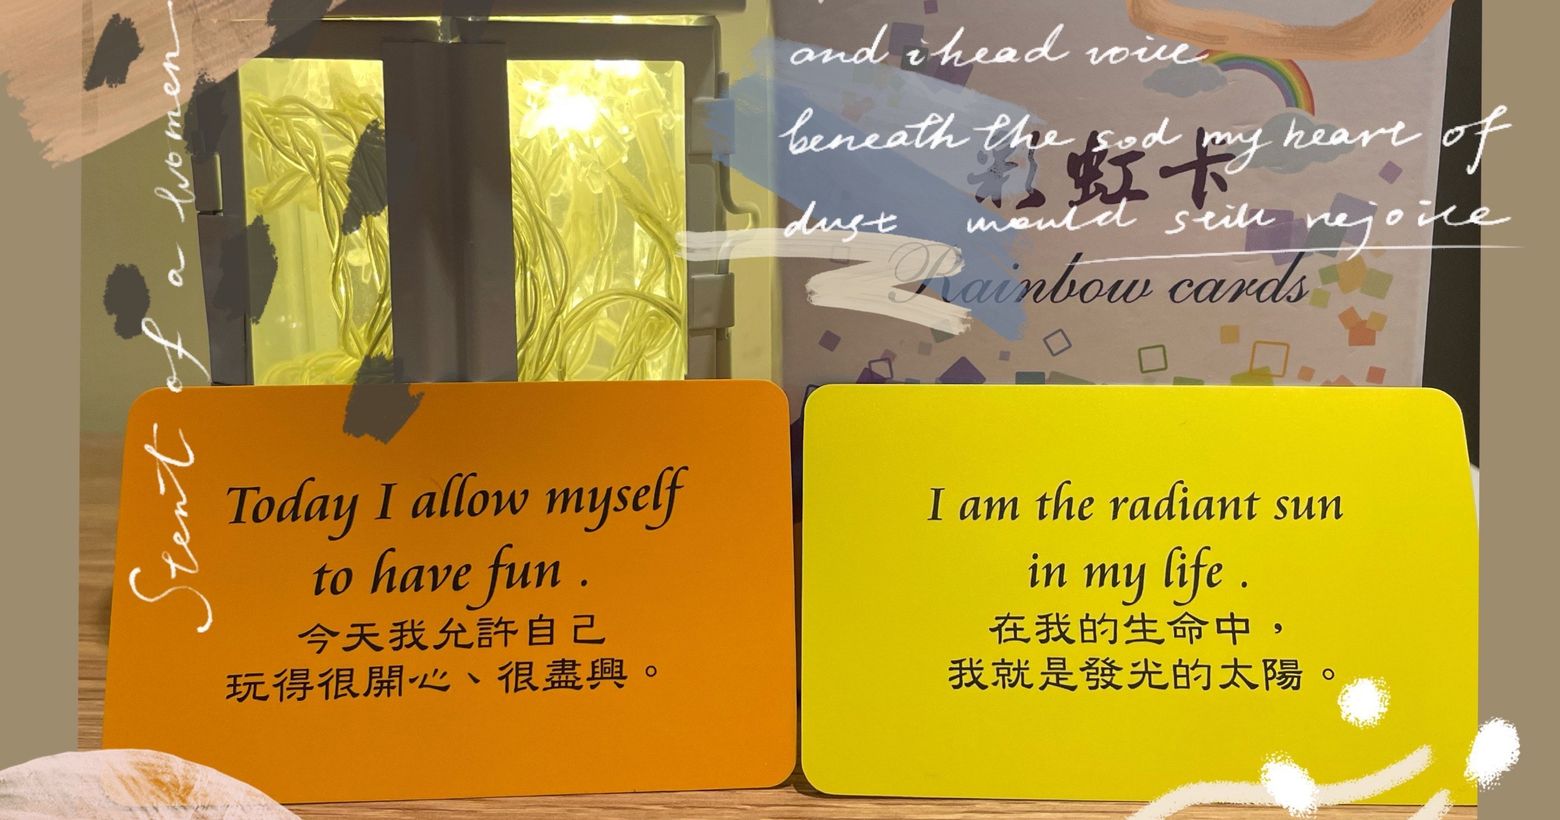 Scent of a women
and i head voice
beneath the sod my heart of
dust would still rejoice
彩虹卡
Rainbow cards
Today I allow myself
to have fun .
今天我允許自己
玩得很開心、很盡興。
I am the radiant sun
in my life .
在我的生命中，
我就是發光的太陽。